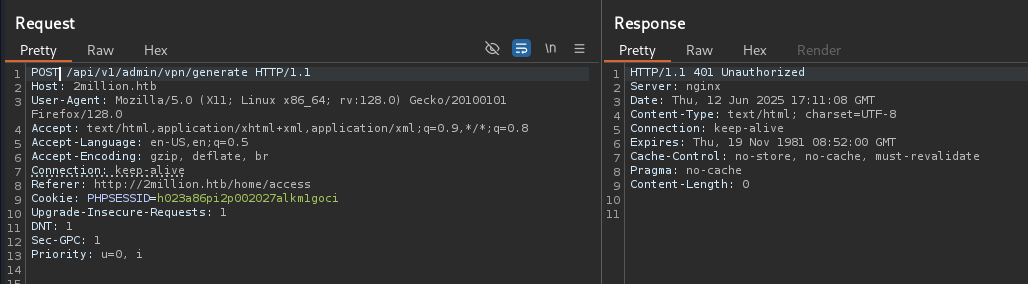 Request
Pretty Raw Hex
\n
1 POST /api/v1/admin/vpn/generate HTTP/1.1
2 Host: 2million.htb
3 User-Agent: Mozilla/5.0 (X11; Linux x86_64; rv:128.0) Gecko/20100101
Firefox/128.0
4 Accept: text/html,application/xhtml+xml,application/xml;q=0.9,*/*;q=0.8
5 Accept-Language: en-US,en;q=0.5
6 Accept-Encoding: gzip, deflate, br
7 Connection: keep-alive
8 Referer: http://2million.htb/home/access
9 Cookie: PHPSESSID=h023a86pi2p002027alkm1goci
10 Upgrade-Insecure-Requests: 1
11 DNT: 1
12 Sec-GPC: 1
13 Priority: u=0, i
14
15
Response
Pretty Raw Hex Render
1 HTTP/1.1 401 Unauthorized
2 Server: nginx
3 Date: Thu, 12 Jun 2025 17:11:08 GMT
4 Content-Type: text/html; charset=UTF-8
5 Connection: keep-alive
6 Expires: Thu, 19 Nov 1981 08:52:00 GMT
7 Cache-Control: no-store, no-cache, must-revalidate
8 Pragma: no-cache
9 Content-Length: 0
10
11